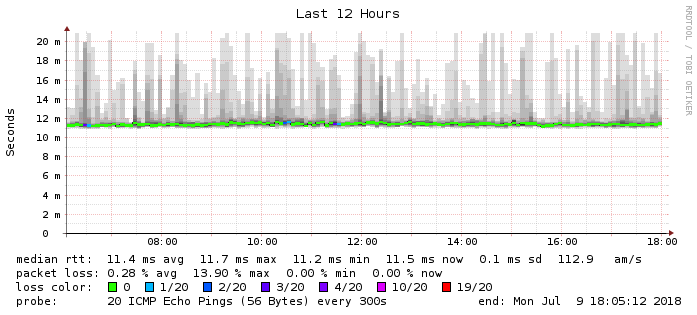 Last 12 Hours
RRDTOOL / TOBI OETIKER
Seconds
20 m
18 m
16 m
14 m
12 m
10 m
8 m
6 m
4 m
2 m
0
08:00 10:00 12:00 14:00 16:00 18:00
median rtt: 11.4 ms avg 11.7 ms max 11.2 ms min 11.5 ms now 0.1 ms sd 112.9 am/s
packet loss: 0.28 % avg 13.90 % max 0.00 % min 0.00 % now
loss color: 0 1/20 2/20 3/20 4/20 10/20 19/20
probe: 20 ICMP Echo Pings (56 Bytes) every 300s end: Mon Jul 9 18:05:12 2018